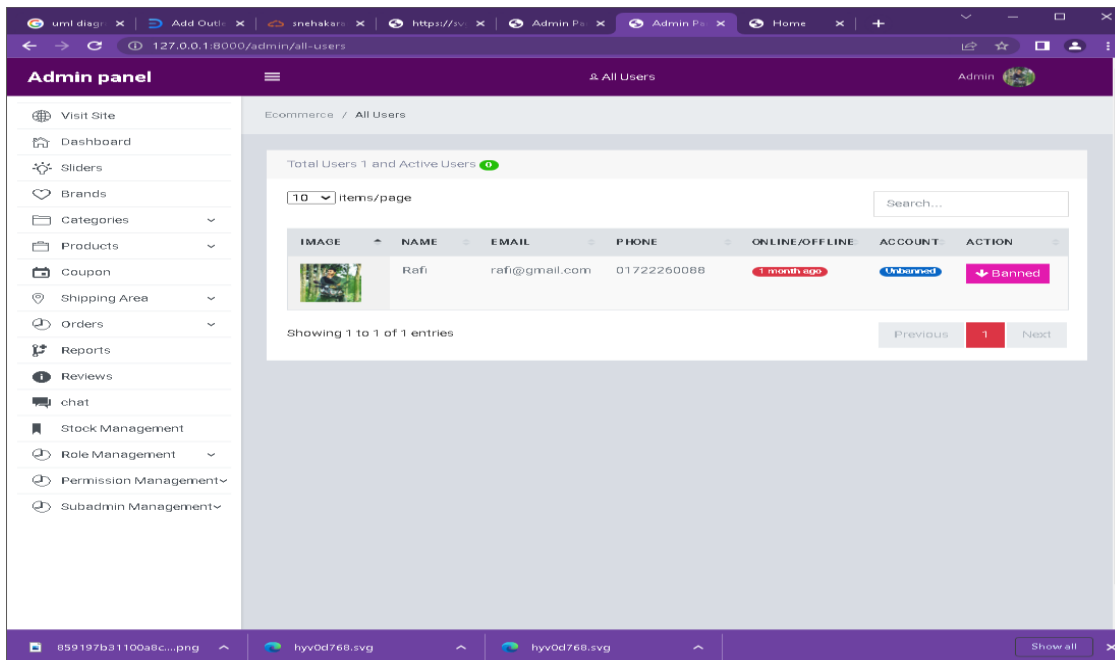 uml diagr Add Outli snehakara https://sv Admin Pa Admin Pa Home
127.0.0.1:8000/admin/all-users
Admin panel All Users Admin
Visit Site
Dashboard
Sliders
Brands
Categories
Products
Coupon
Shipping Area
Orders
Reports
Reviews
chat
Stock Management
Role Management
Permission Management
Subadmin Management
Ecommerce / All Users
Total Users 1 and Active Users 0
10 items/page
Search...
IMAGE NAME EMAIL PHONE ONLINE/OFFLINE ACCOUNT ACTION
Rafi rafi@gmail.com 01722260088 1 month ago Unbanned Banned
Showing 1 to 1 of 1 entries
Previous 1 Next
859197b31100a8c....png hyv0d768.svg hyv0d768.svg Show all